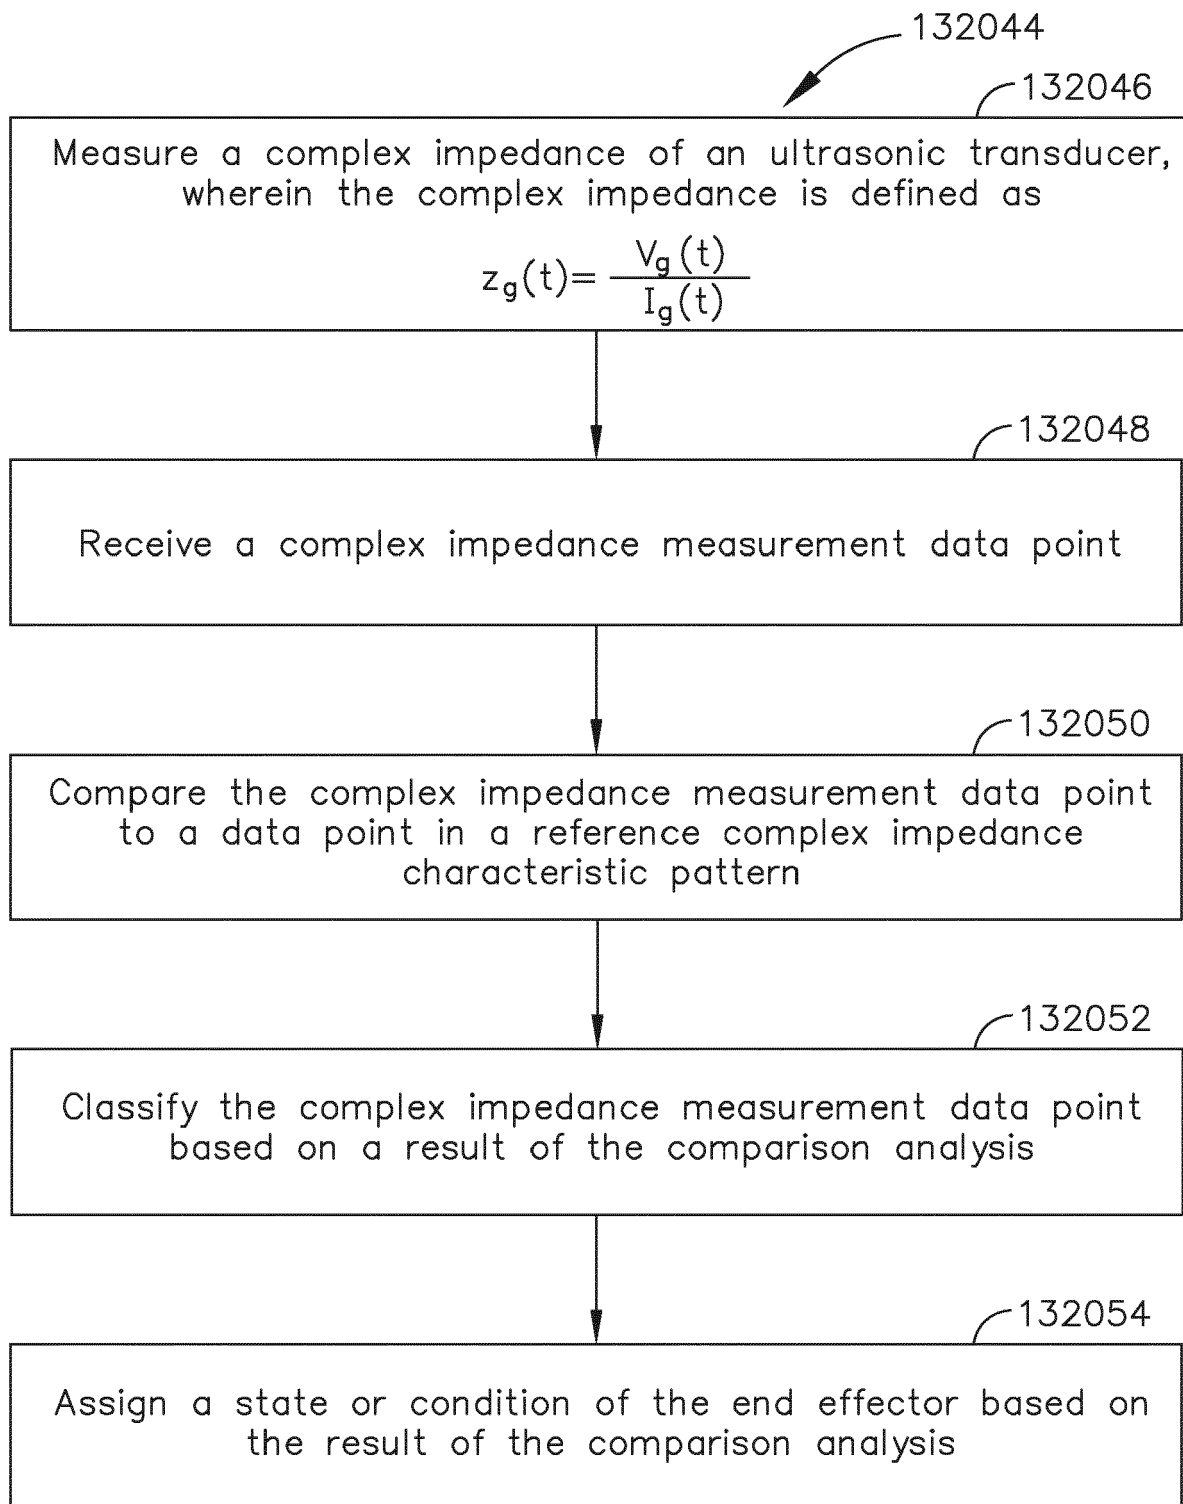 132044
132046
Measure a complex impedance of an ultrasonic transducer,
wherein the complex impedance is defined as
z_g(t)= V_g(t) / I_g(t)
132048
Receive a complex impedance measurement data point
132050
Compare the complex impedance measurement data point
to a data point in a reference complex impedance
characteristic pattern
132052
Classify the complex impedance measurement data point
based on a result of the comparison analysis
132054
Assign a state or condition of the end effector based on
the result of the comparison analysis